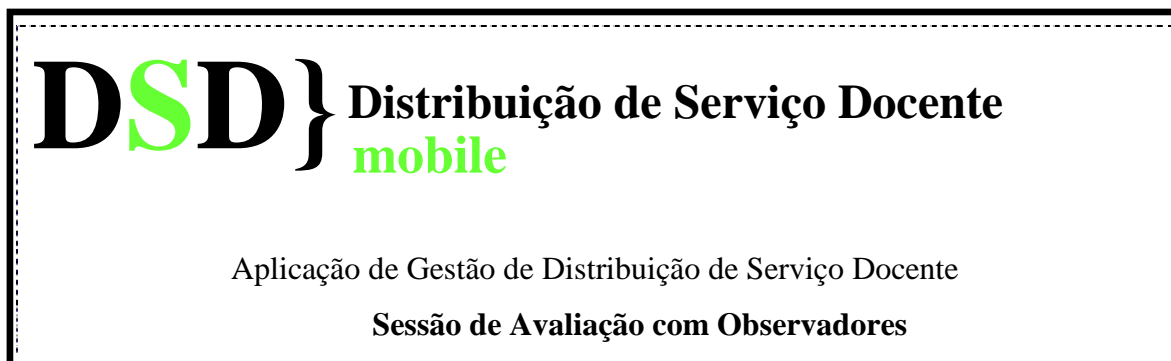 DSD} Distribuição de Serviço Docente
mobile
Aplicação de Gestão de Distribuição de Serviço Docente
Sessão de Avaliação com Observadores